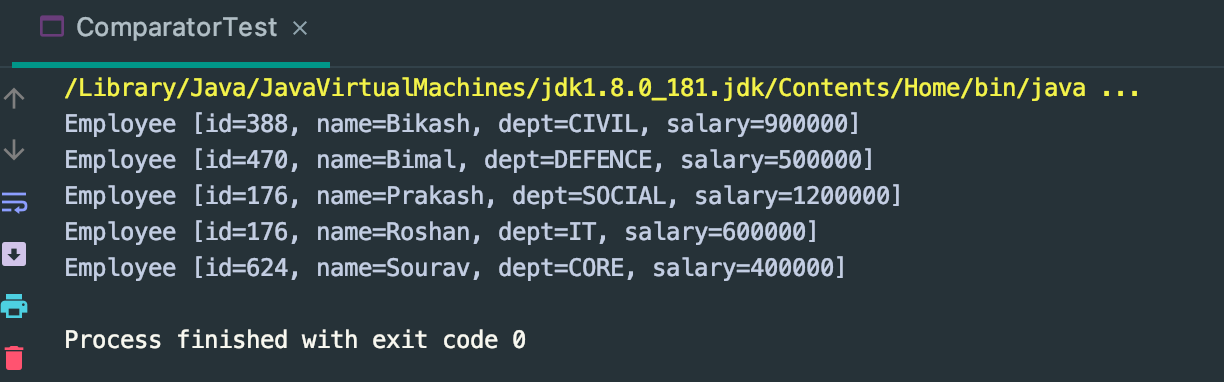 ComparatorTest ×
/Library/Java/JavaVirtualMachines/jdk1.8.0_181.jdk/Contents/Home/bin/java ...
Employee [id=388, name=Bikash, dept=CIVIL, salary=900000]
Employee [id=470, name=Bimal, dept=DEFENCE, salary=500000]
Employee [id=176, name=Prakash, dept=SOCIAL, salary=1200000]
Employee [id=176, name=Roshan, dept=IT, salary=600000]
Employee [id=624, name=Sourav, dept=CORE, salary=400000]
Process finished with exit code 0